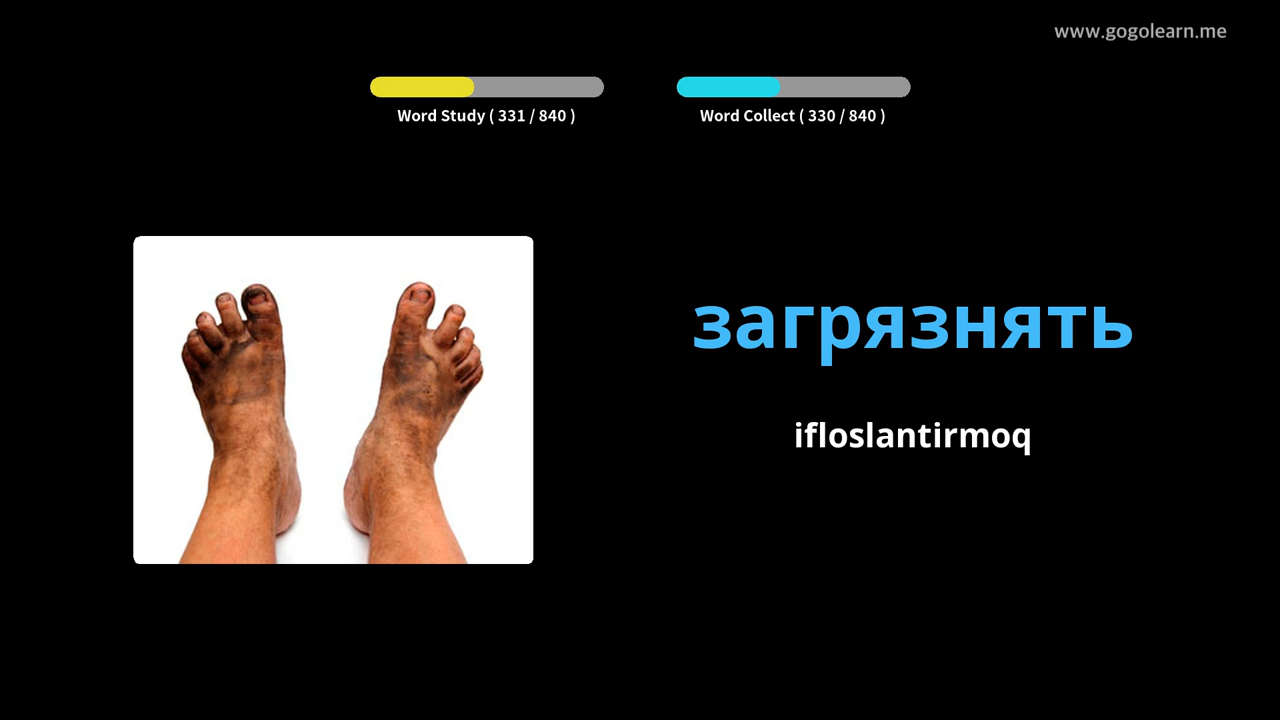 www.gogolearn.me
Word Study ( 331 / 840 )
Word Collect ( 330 / 840 )
загрязнять
ifloslantirmoq